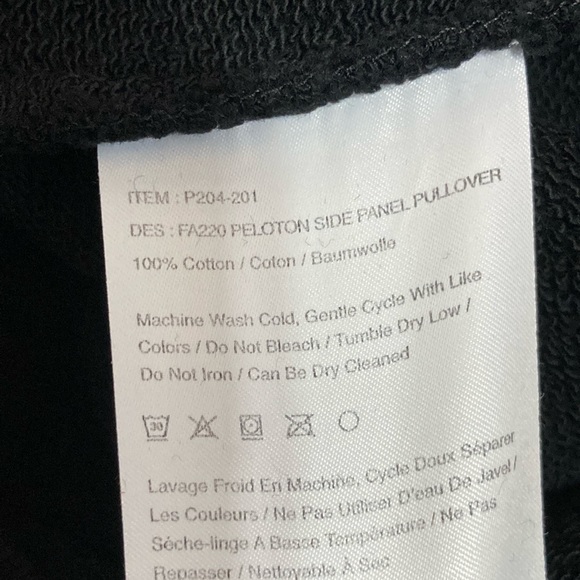 ITEM : P204-201
DES : FA220 PELOTON SIDE PANEL PULLOVER
100% Cotton / Coton / Baumwolle
Machine Wash Cold, Gentle Cycle With Like
Colors / Do Not Bleach / Tumble Dry Low /
Do Not Iron / Can Be Dry Cleaned
30
Lavage Froid En Machine, Cycle Doux Séparer
Les Couleurs / Ne Pas Utiliser D'eau De Javel /
Séche-linge A Basse Température / Ne Pas
Repasser / Nettoyable À Sec